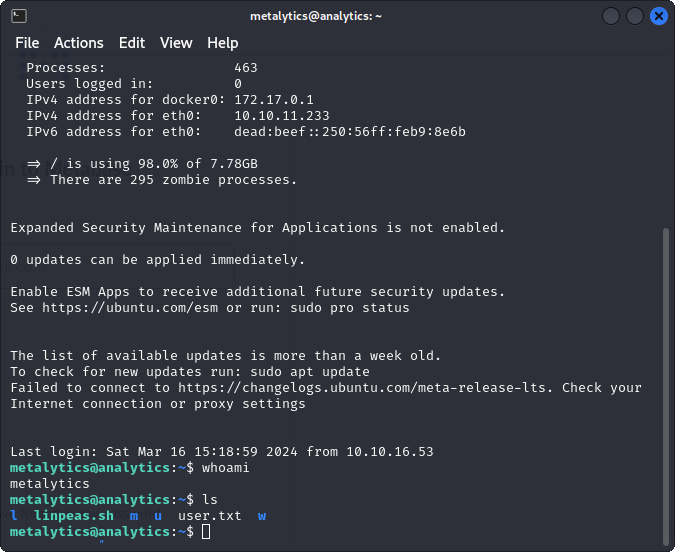 metalytics@analytics: ~
File Actions Edit View Help
Processes: 463
Users logged in: 0
IPv4 address for docker0: 172.17.0.1
IPv4 address for eth0: 10.10.11.233
IPv6 address for eth0: dead:beef::250:56ff:feb9:8e6b
⇒ / is using 98.0% of 7.78GB
⇒ There are 295 zombie processes.
Expanded Security Maintenance for Applications is not enabled.
0 updates can be applied immediately.
Enable ESM Apps to receive additional future security updates.
See https://ubuntu.com/esm or run: sudo pro status
The list of available updates is more than a week old.
To check for new updates run: sudo apt update
Failed to connect to https://changelogs.ubuntu.com/meta-release-lts. Check your
Internet connection or proxy settings
Last login: Sat Mar 16 15:18:59 2024 from 10.10.16.53
metalytics@analytics:~$ whoami
metalytics
metalytics@analytics:~$ ls
l linpeas.sh m u user.txt w
metalytics@analytics:~$